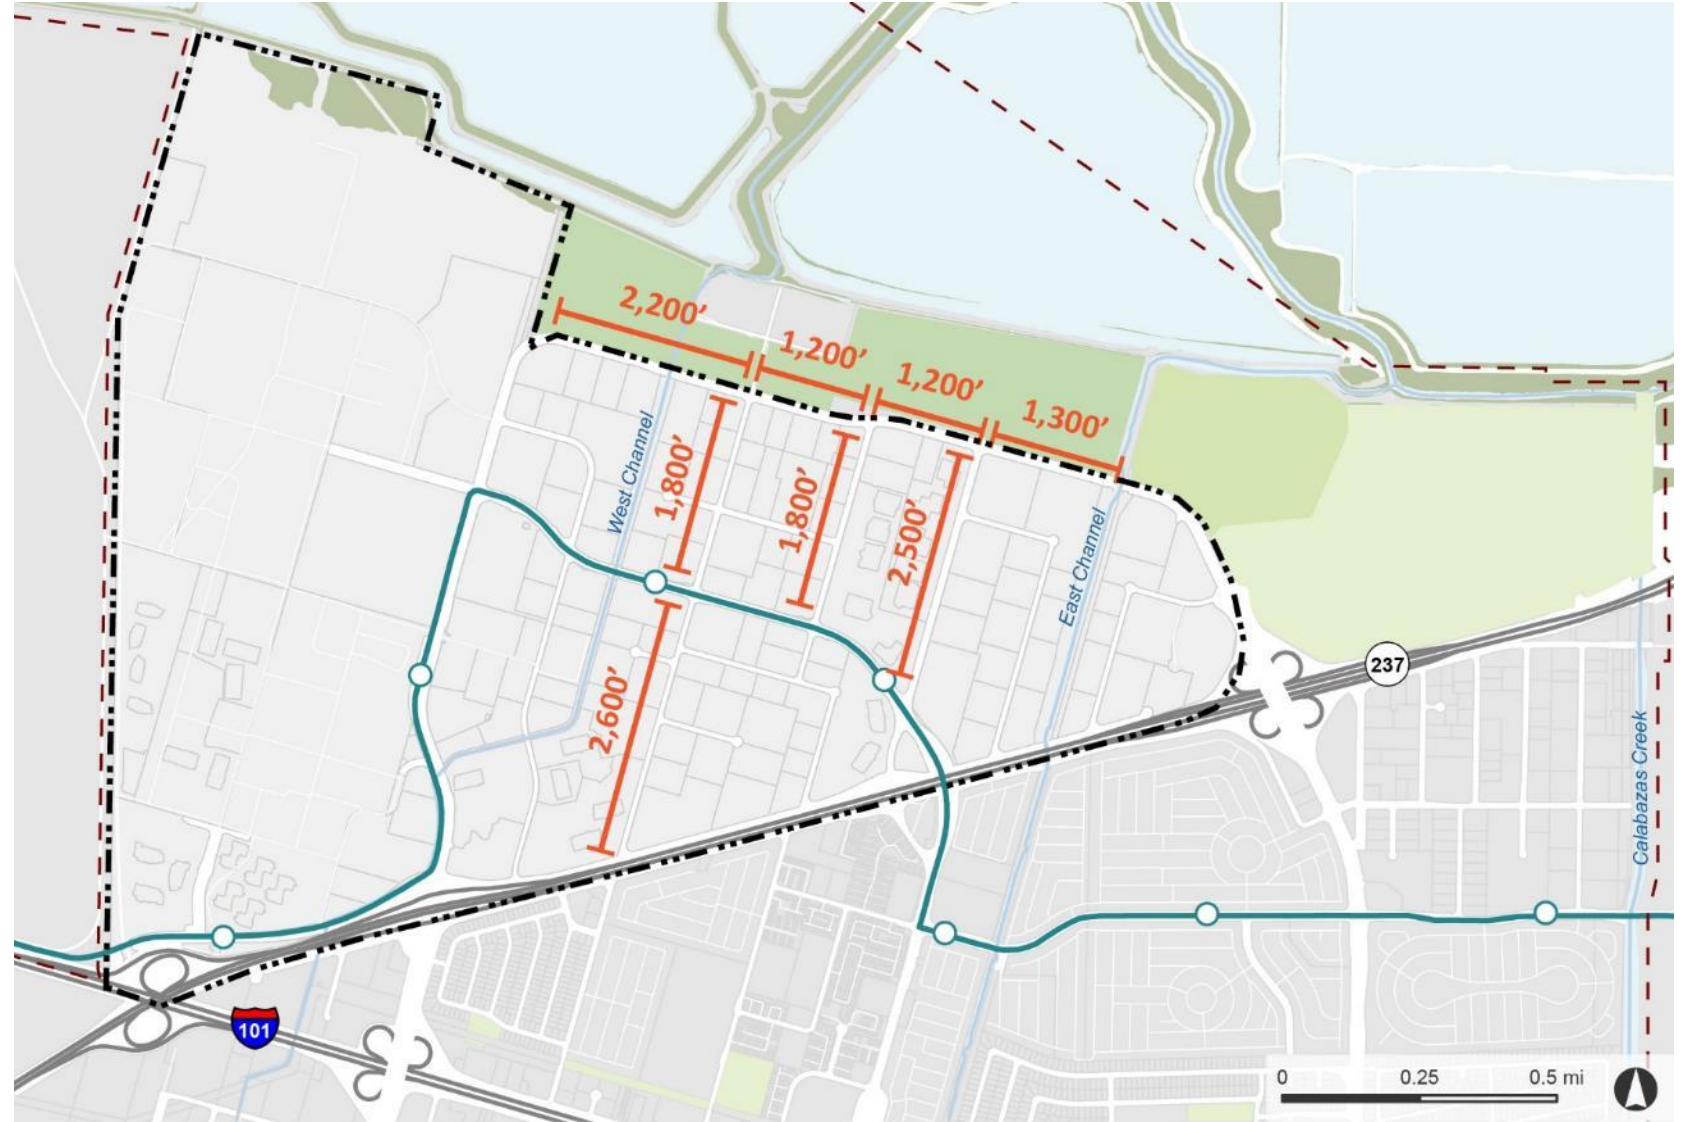 2,200’
1,200’
1,200’
1,300’
West Channel
1,800’
1,800’
2,500’
East Channel
2,600’
237
Calabazas Creek
101
0 0.25 0.5 mi